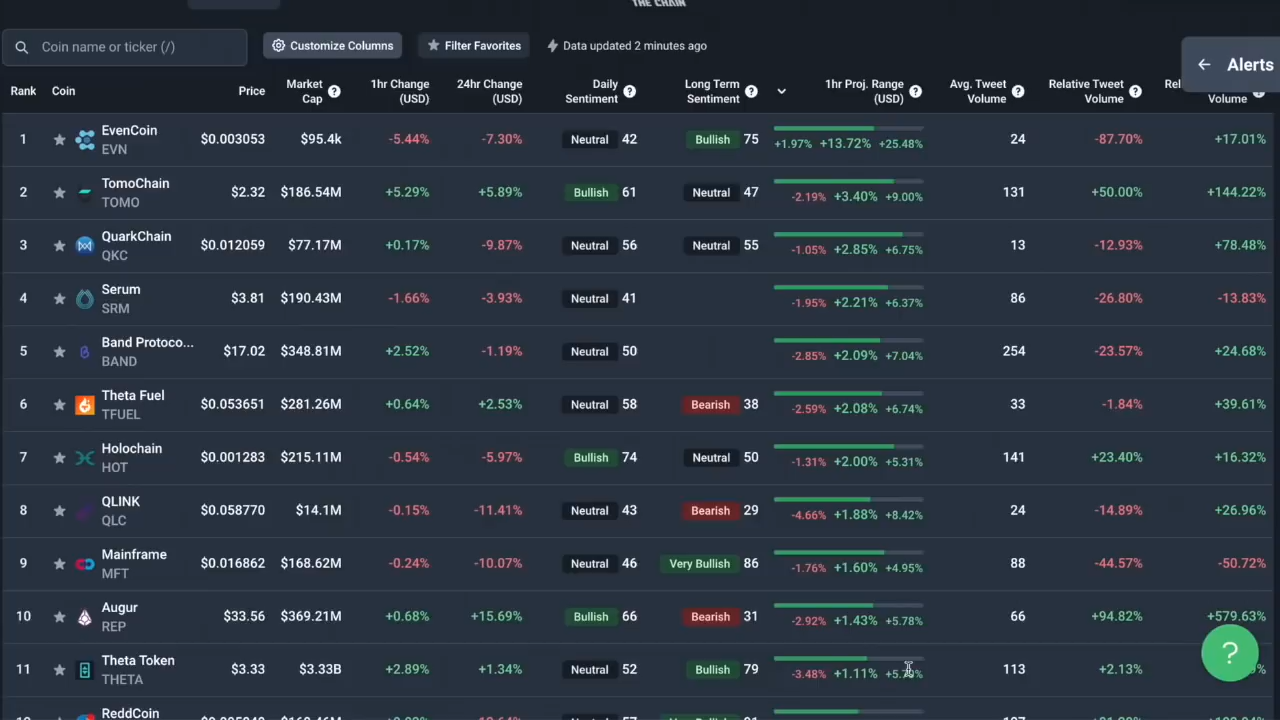 THE CHAIN
Coin name or ticker (/) Customize Columns Filter Favorites Data updated 2 minutes ago
Alerts
Rank Coin Price Market Cap ? 1hr Change (USD) 24hr Change (USD) Daily Sentiment ? Long Term Sentiment ? 1hr Proj. Range (USD) ? Avg. Tweet Volume ? Relative Tweet Volume ? Volume
1 EvenCoin EVN $0.003053 $95.4k -5.44% -7.30% Neutral 42 Bullish 75 +1.97% +13.72% +25.48% 24 -87.70% +17.01%
2 TomoChain TOMO $2.32 $186.54M +5.29% +5.89% Bullish 61 Neutral 47 -2.19% +3.40% +9.00% 131 +50.00% +144.22%
3 QuarkChain QKC $0.012059 $77.17M +0.17% -9.87% Neutral 56 Neutral 55 -1.05% +2.85% +6.75% 13 -12.93% +78.48%
4 Serum SRM $3.81 $190.43M -1.66% -3.93% Neutral 41 -1.95% +2.21% +6.37% 86 -26.80% -13.83%
5 Band Protoco... BAND $17.02 $348.81M +2.52% -1.19% Neutral 50 -2.85% +2.09% +7.04% 254 -23.57% +24.68%
6 Theta Fuel TFUEL $0.053651 $281.26M +0.64% +2.53% Neutral 58 Bearish 38 -2.59% +2.08% +6.74% 33 -1.84% +39.61%
7 Holochain HOT $0.001283 $215.11M -0.54% -5.97% Bullish 74 Neutral 50 -1.31% +2.00% +5.31% 141 +23.40% +16.32%
8 QLINK QLC $0.058770 $14.1M -0.15% -11.41% Neutral 43 Bearish 29 -4.66% +1.88% +8.42% 24 -14.89% +26.96%
9 Mainframe MFT $0.016862 $168.62M -0.24% -10.07% Neutral 46 Very Bullish 86 -1.76% +1.60% +4.95% 88 -44.57% -50.72%
10 Augur REP $33.56 $369.21M +0.68% +15.69% Bullish 66 Bearish 31 -2.92% +1.43% +5.78% 66 +94.82% +579.63%
11 Theta Token THETA $3.33 $3.33B +2.89% +1.34% Neutral 52 Bullish 79 -3.48% +1.11% 113 +2.13%
ReddCoin
?